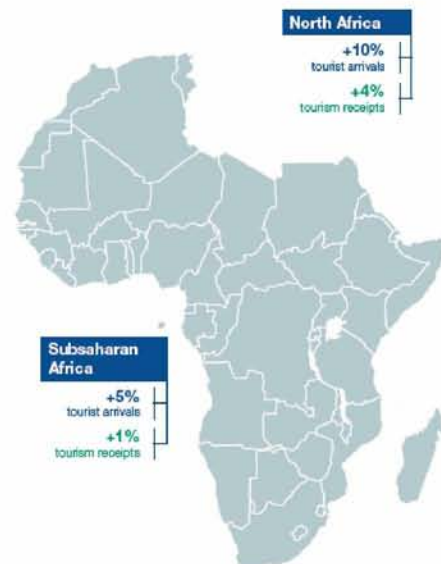 North Africa
+10%
tourist arrivals
+4%
tourism receipts
Subsaharan
Africa
+5%
tourist arrivals
+1%
tourism receipts